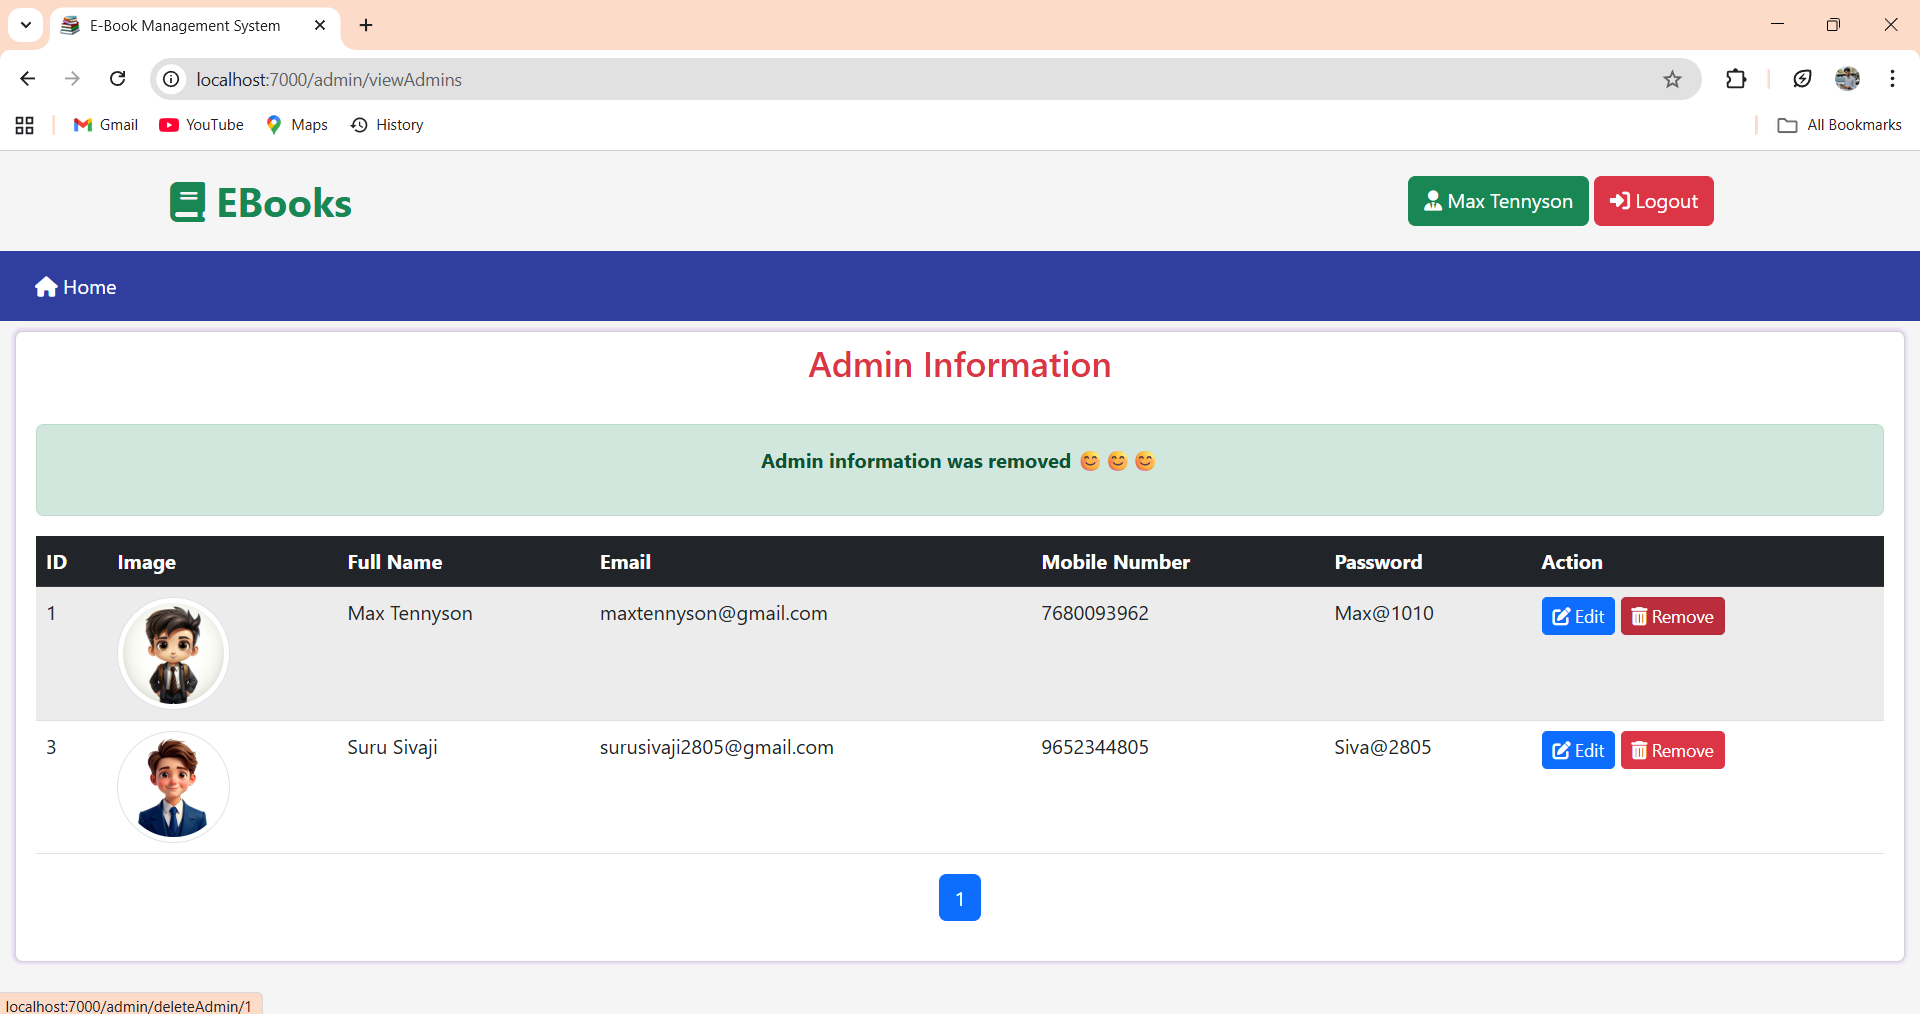 E-Book Management System
localhost:7000/admin/viewAdmins
Gmail YouTube Maps History All Bookmarks
EBooks Max Tennyson Logout
Home
Admin Information
Admin information was removed 😊 😊 😊
ID Image Full Name Email Mobile Number Password Action
1 Max Tennyson maxtennyson@gmail.com 7680093962 Max@1010 Edit Remove
3 Suru Sivaji surusivaji2805@gmail.com 9652344805 Siva@2805 Edit Remove
1
localhost:7000/admin/deleteAdmin/1